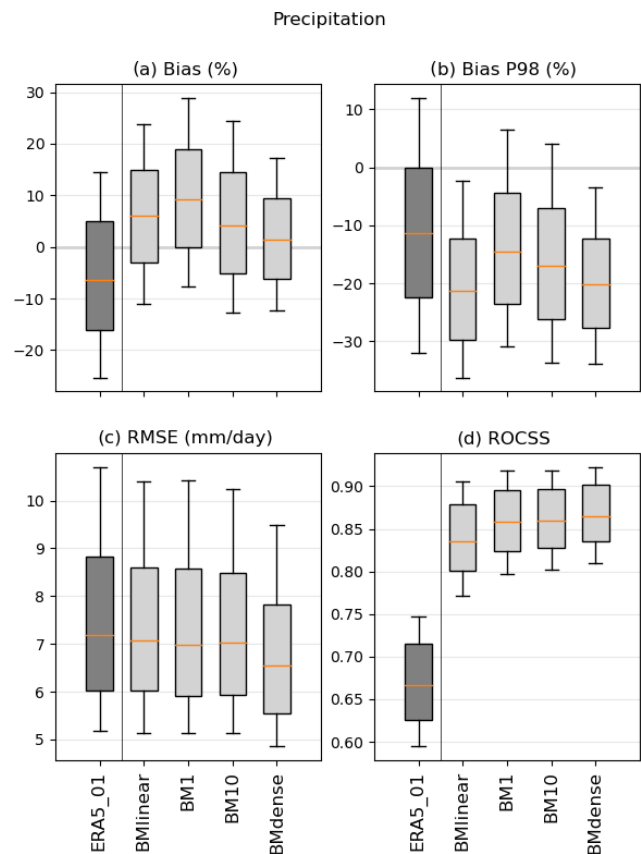 Precipitation
(a) Bias (%)
30
20
10
0
−10
−20
(b) Bias P98 (%)
10
0
−10
−20
−30
(c) RMSE (mm/day)
10
9
8
7
6
5
ERA5_01
BMlinear
BM1
BM10
BMdense
(d) ROCSS
0.90
0.85
0.80
0.75
0.70
0.65
0.60
ERA5_01
BMlinear
BM1
BM10
BMdense